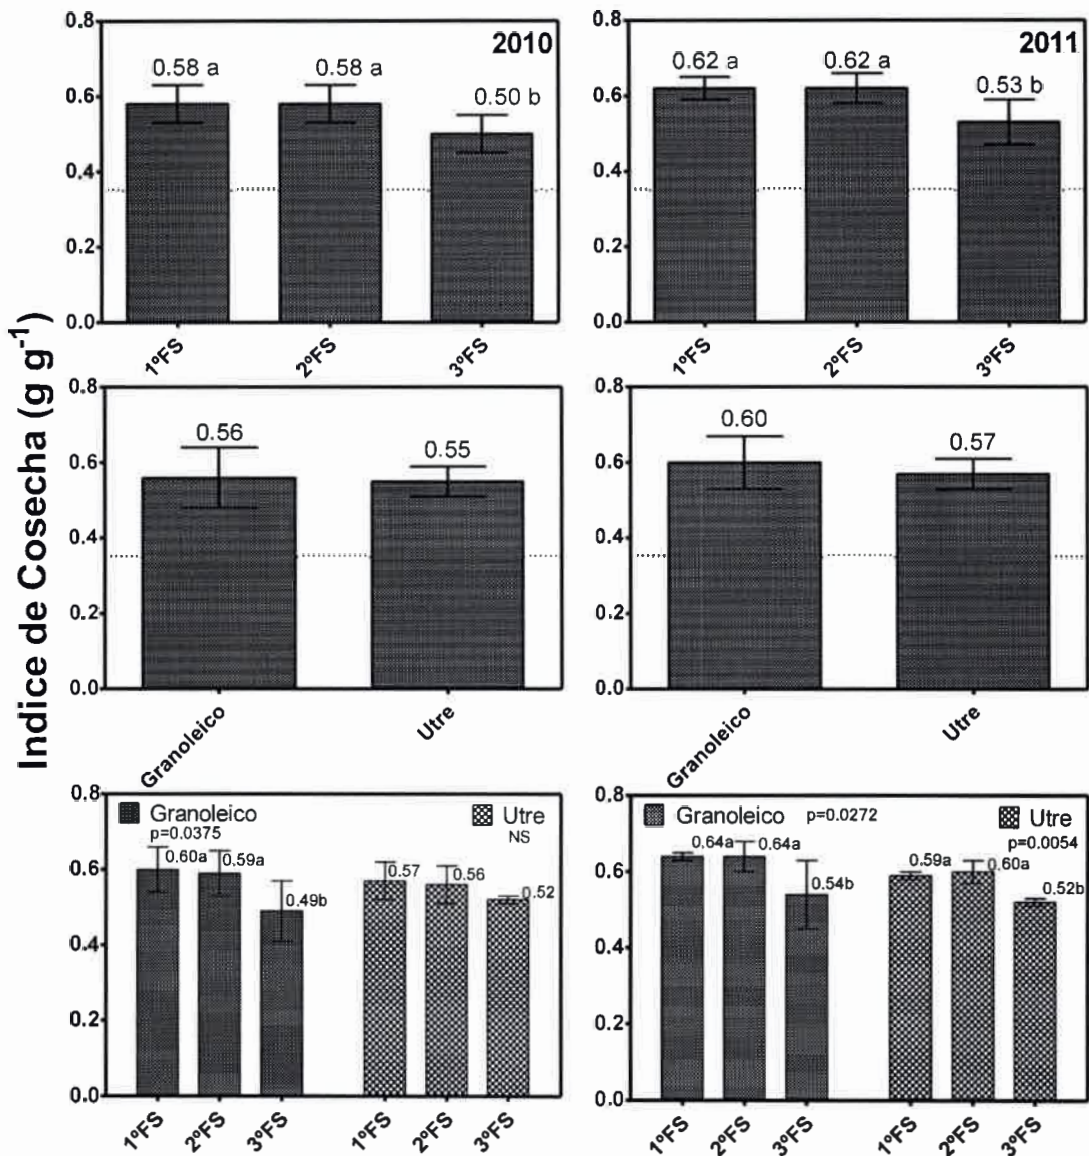 Indice de Cosecha (g g-1)
2010
0.8
0.6
0.4
0.2
0.0
0.58 a
0.58 a
0.50 b
1ºFS
2ºFS
3ºFS
2011
0.8
0.6
0.4
0.2
0.0
0.62 a
0.62 a
0.53 b
1ºFS
2ºFS
3ºFS
0.8
0.6
0.4
0.2
0.0
0.56
0.55
Granoleico
Utre
0.8
0.6
0.4
0.2
0.0
0.60
0.57
Granoleico
Utre
0.8
0.6
0.4
0.2
0.0
Granoleico
p=0.0375
Utre
NS
0.60a
0.59a
0.49b
0.57
0.56
0.52
1ºFS
2ºFS
3ºFS
1ºFS
2ºFS
3ºFS
0.8
0.6
0.4
0.2
0.0
Granoleico
p=0.0272
Utre
p=0.0054
0.64a
0.64a
0.54b
0.59a
0.60a
0.52b
1ºFS
2ºFS
3ºFS
1ºFS
2ºFS
3ºFS